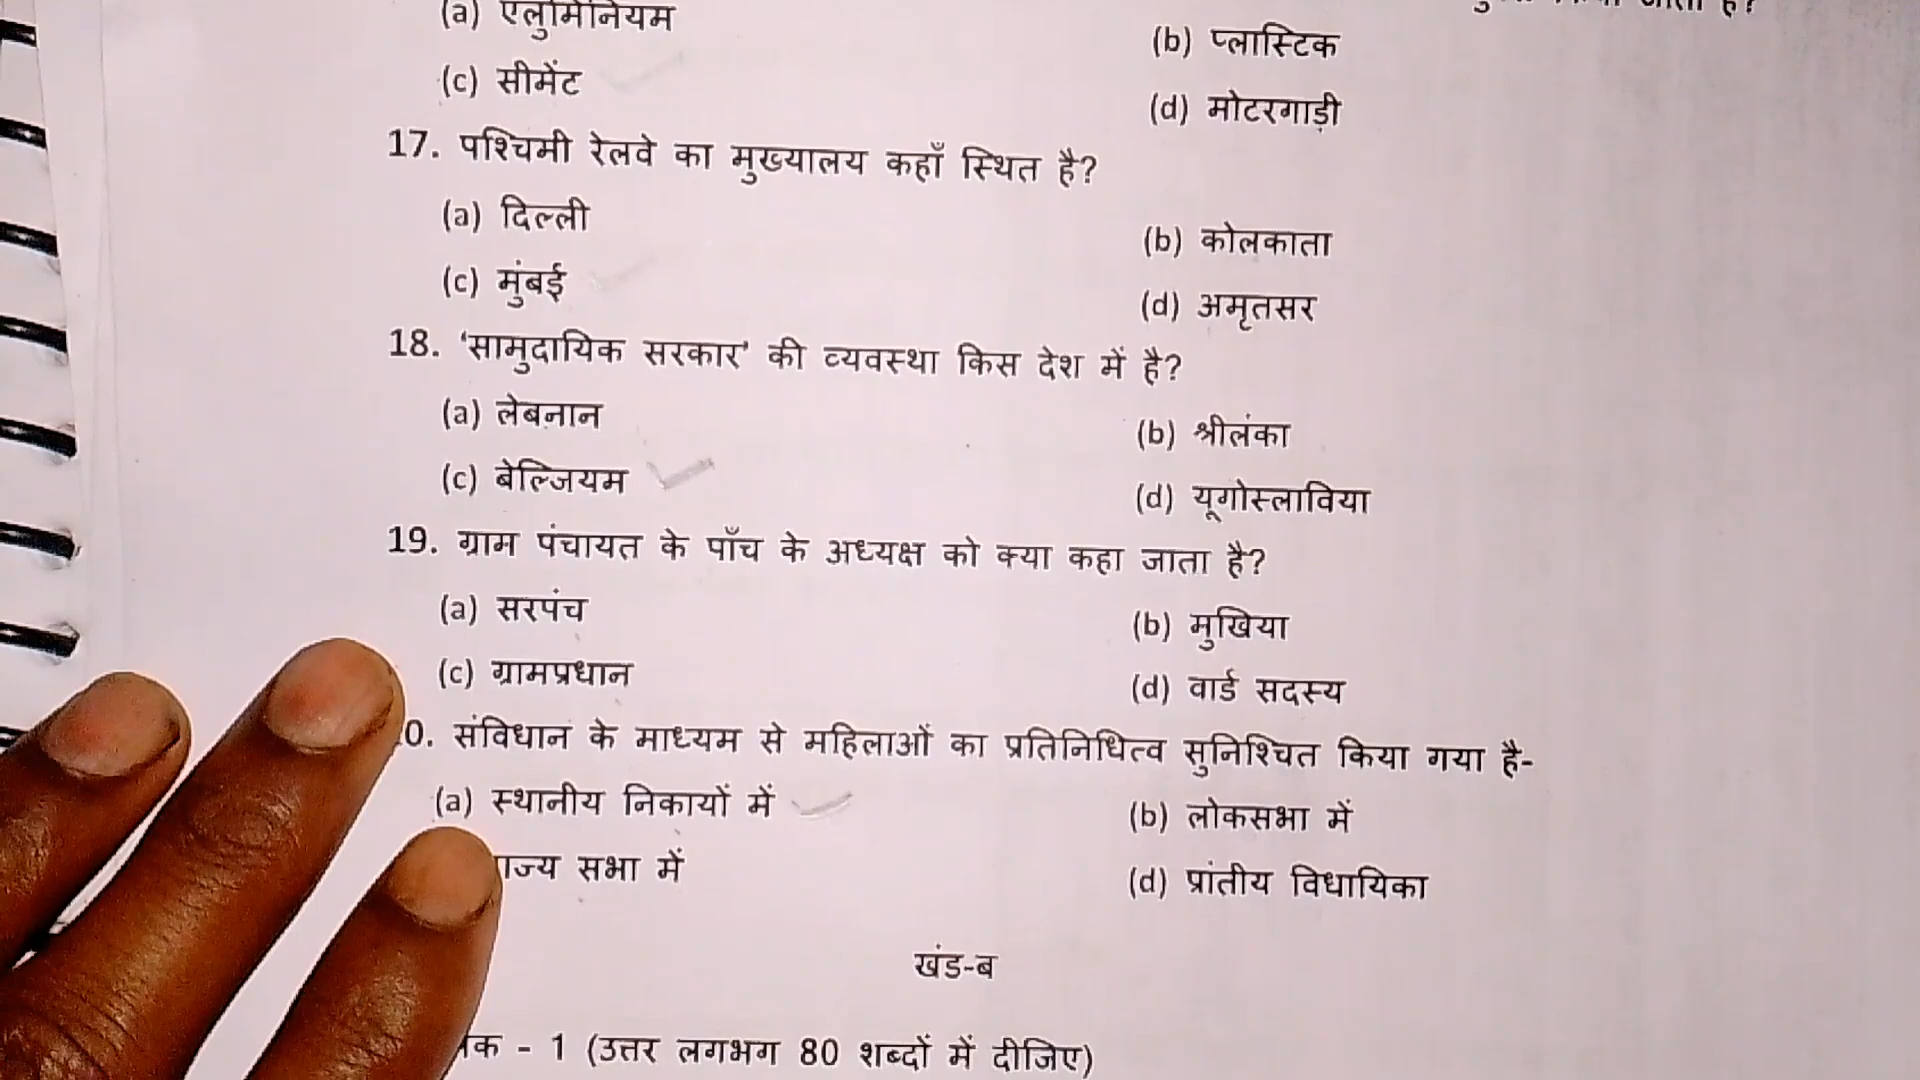 (a) एलुमिनियम
(b) प्लास्टिक
(c) सीमेंट
(d) मोटरगाड़ी
17. पश्चिमी रेलवे का मुख्यालय कहाँ स्थित है?
(a) दिल्ली
(b) कोलकाता
(c) मुंबई
(d) अमृतसर
18. 'सामुदायिक सरकार' की व्यवस्था किस देश में है?
(a) लेबनान
(b) श्रीलंका
(c) बेल्जियम
(d) यूगोस्लाविया
19. ग्राम पंचायत के पाँच के अध्यक्ष को क्या कहा जाता है?
(a) सरपंच
(b) मुखिया
(c) ग्रामप्रधान
(d) वार्ड सदस्य
0. संविधान के माध्यम से महिलाओं का प्रतिनिधित्व सुनिश्चित किया गया है-
(a) स्थानीय निकायों में
(b) लोकसभा में
सभा में
(d) प्रांतीय विधायिका
खंड-ब
- 1 (उत्तर लगभग 80 शब्दों में दीजिए)